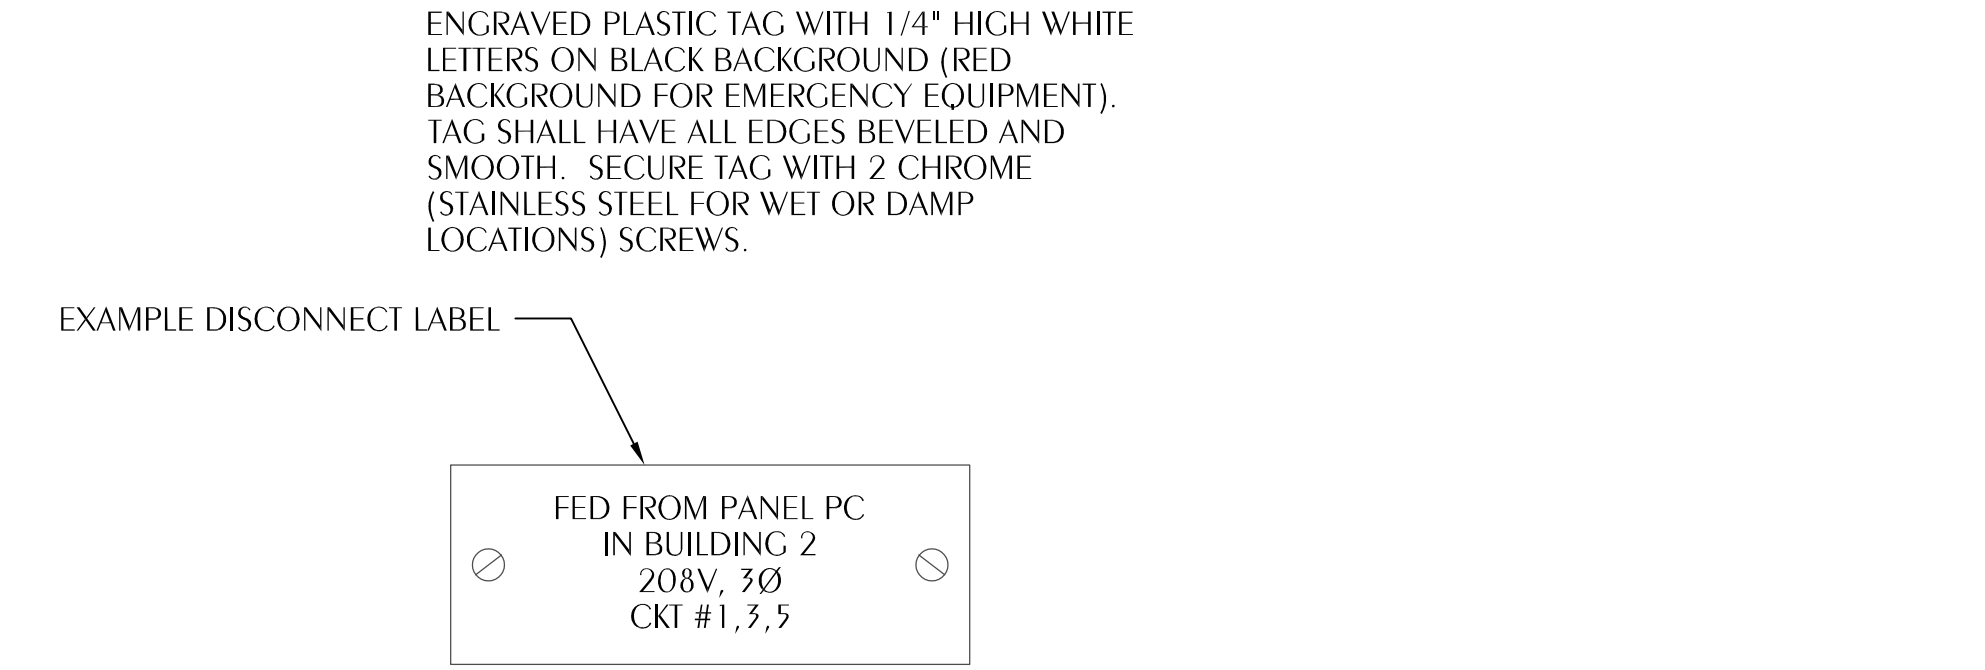 ENGRAVED PLASTIC TAG WITH 1/4" HIGH WHITE
LETTERS ON BLACK BACKGROUND (RED
BACKGROUND FOR EMERGENCY EQUIPMENT).
TAG SHALL HAVE ALL EDGES BEVELED AND
SMOOTH.  SECURE TAG WITH 2 CHROME
(STAINLESS STEEL FOR WET OR DAMP
LOCATIONS) SCREWS.
EXAMPLE DISCONNECT LABEL
FED FROM PANEL PC
IN BUILDING 2
208V, 3Ø
CKT #1,3,5